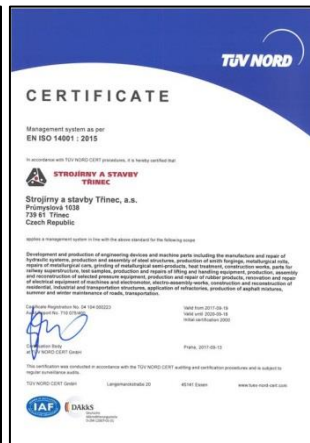 TÜV NORD
CERTIFICATE
Management system as per
EN ISO 14001 : 2015
In accordance with TÜV NORD CERT procedures, it is hereby certified that
STROJÍRNY A STAVBY
TŘINEC
Strojírny a stavby Třinec, a.s.
Průmyslová 1038
739 61 Třinec
Czech Republic
applies a management system in line with the above standard for the following scope
Development and production of engineering devices and machine parts including the manufacture and repair of
hydraulic systems, production and assembly of steel structures, production of
forgings, metallurgical rolls,
repairs of metallurgical cars, grinding of metallurgical semi-products, heat treatment, construction works, parts for
railway superstructure, test samples, production and repairs of lifting and handling equipment, production, assembly
and reconstruction of selected pressure equipment, production and repair of rubber products, renovation and repair
of electrical equipment of machines and electromotor, electro-assembly works, construction and reconstruction of
residential, industrial and transportation structures, application of refractories, production of asphalt mixtures,
summer and winter maintenance of roads, transportation.
Certificate Registration No. 04 104
Valid from 2017-09-18
Report No.
Valid until 2020-09-18
Initial certification 2000
Certification Body
at TÜV NORD CERT GmbH
Praha, 2017-09-12
This certification was conducted in accordance with the TÜV NORD CERT auditing and certification procedures and is subject to
regular surveillance audits.
TÜV NORD CERT GmbH
Langemarckstraße 20
45141 Essen
www.tuev-nord-cert.com
IAF
DAkkS